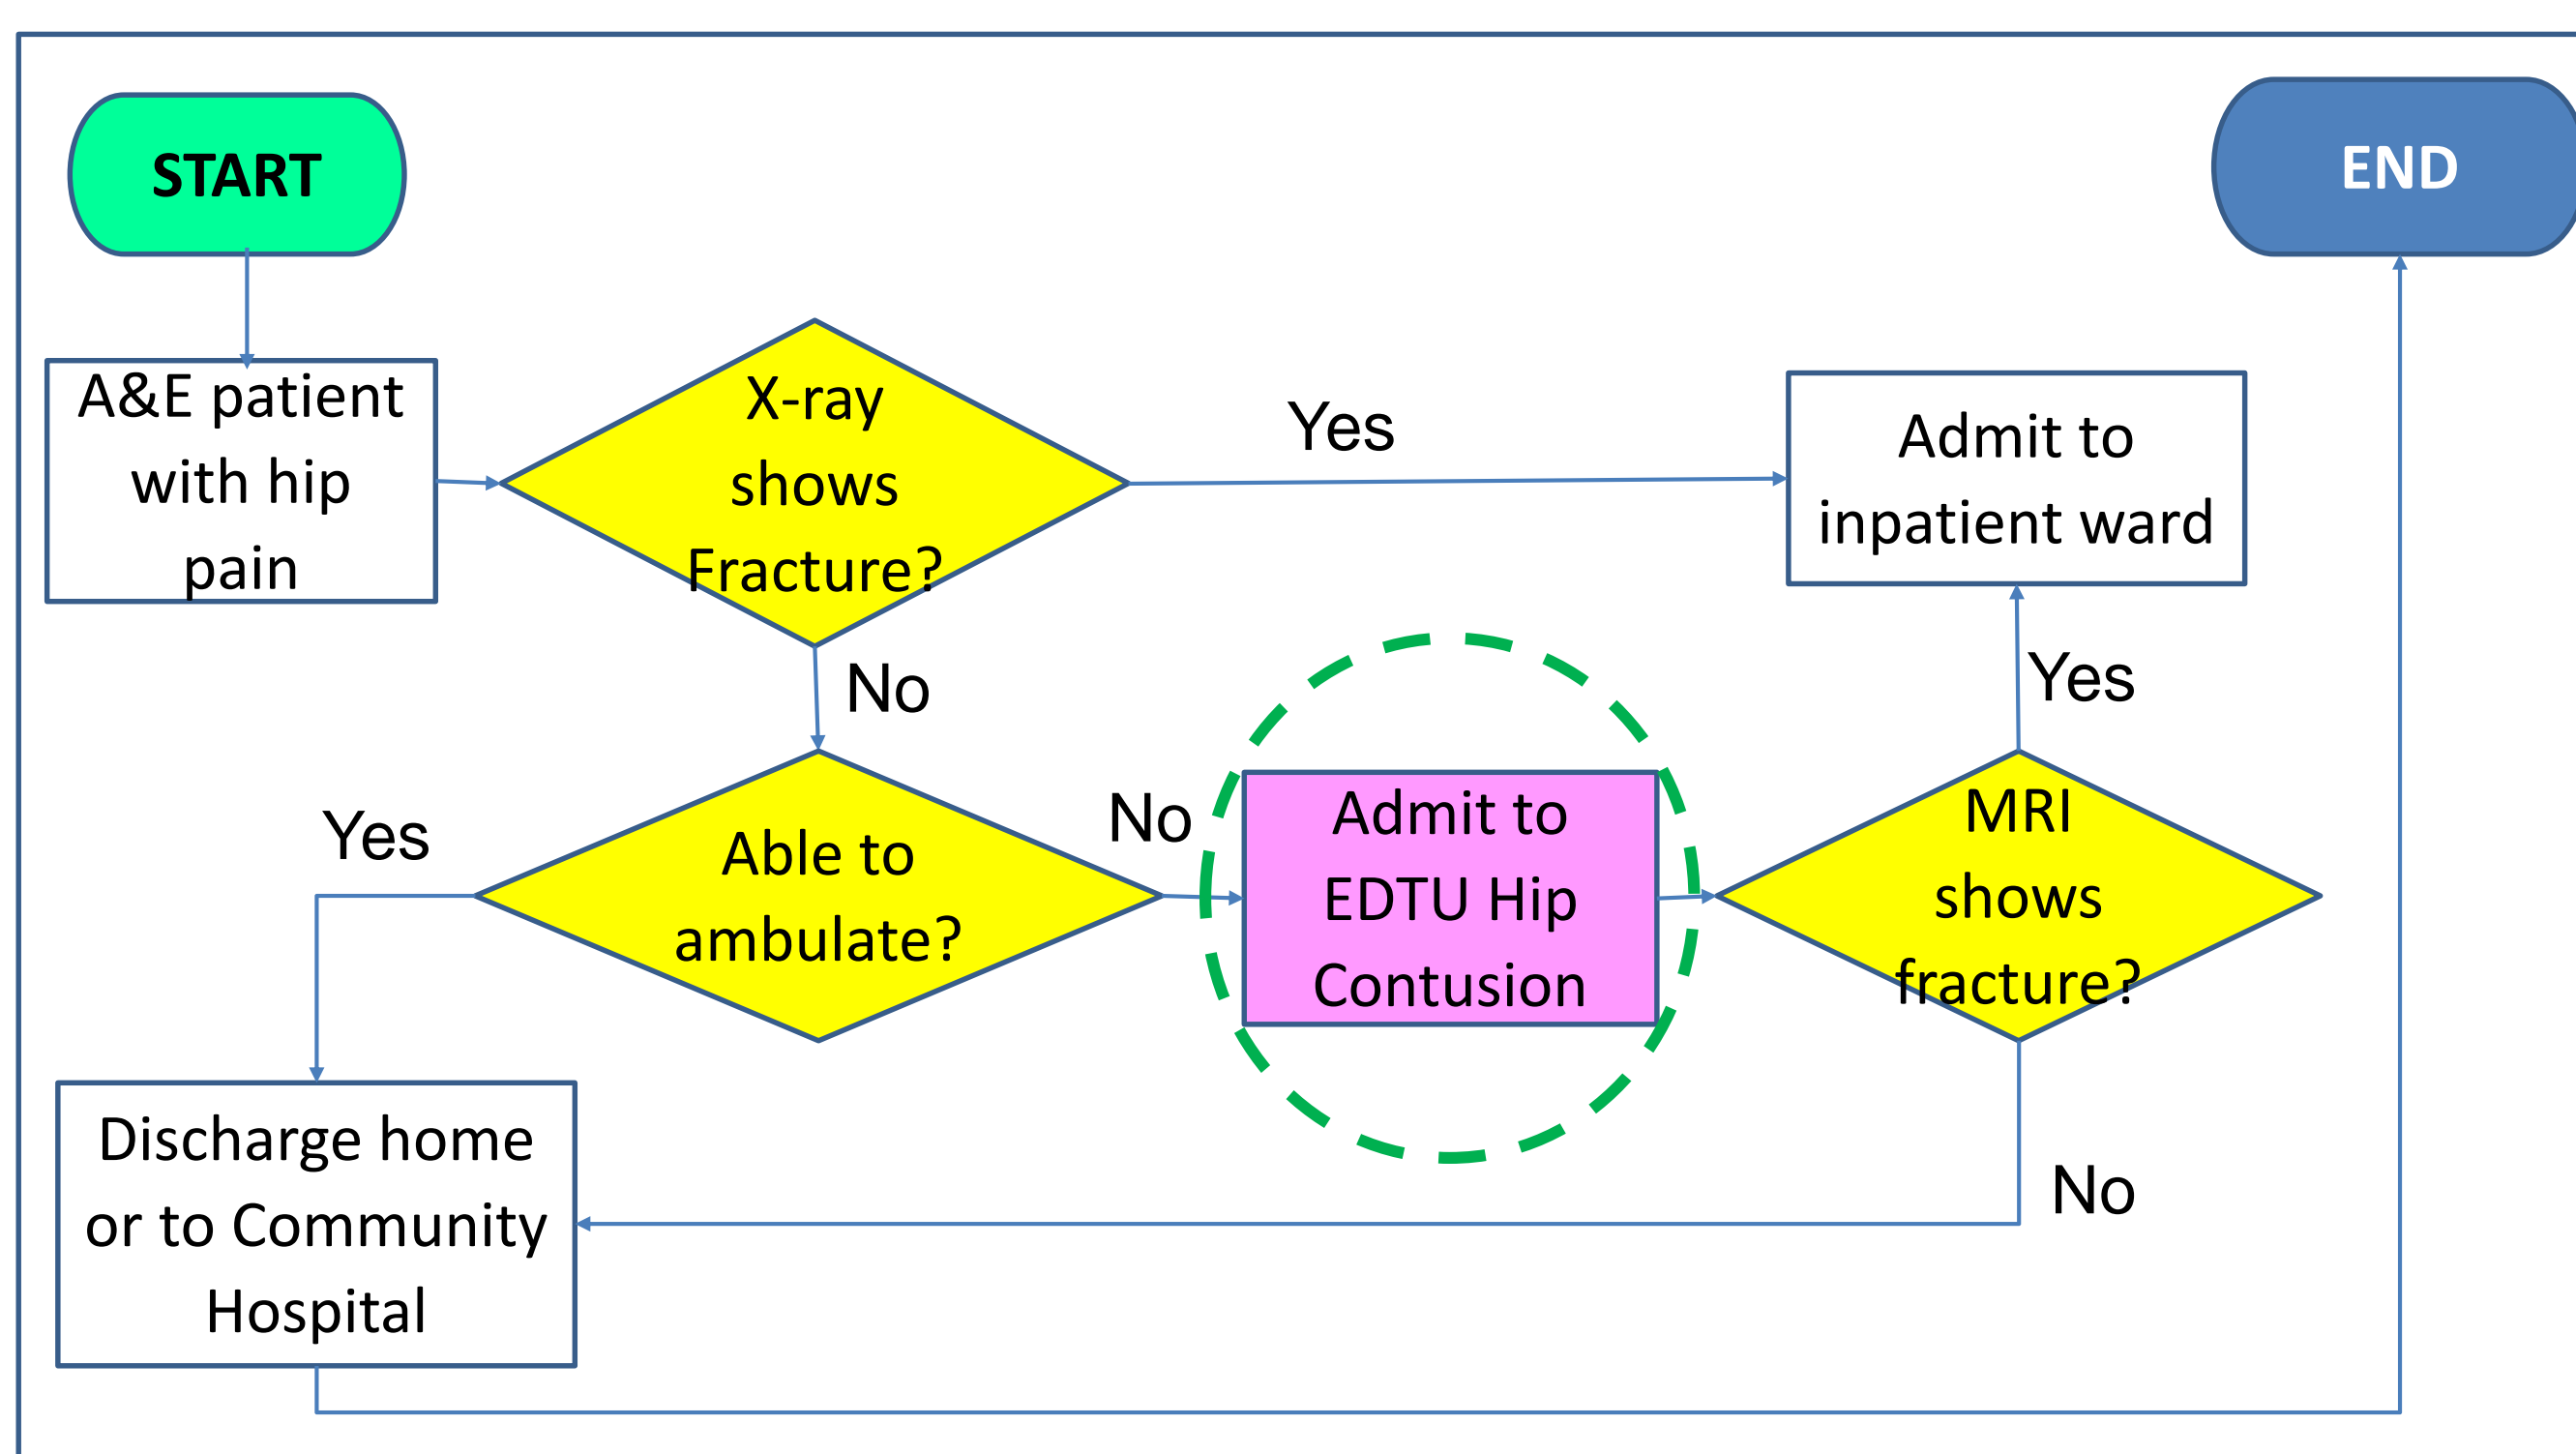 START
END
A&E patient
with hip
pain
X-ray
shows
Fracture?
Yes
Admit to
inpatient ward
No
Yes
Able to
ambulate?
Yes
No
Admit to
EDTU Hip
Contusion
MRI
shows
fracture?
No
Discharge home
or to Community
Hospital